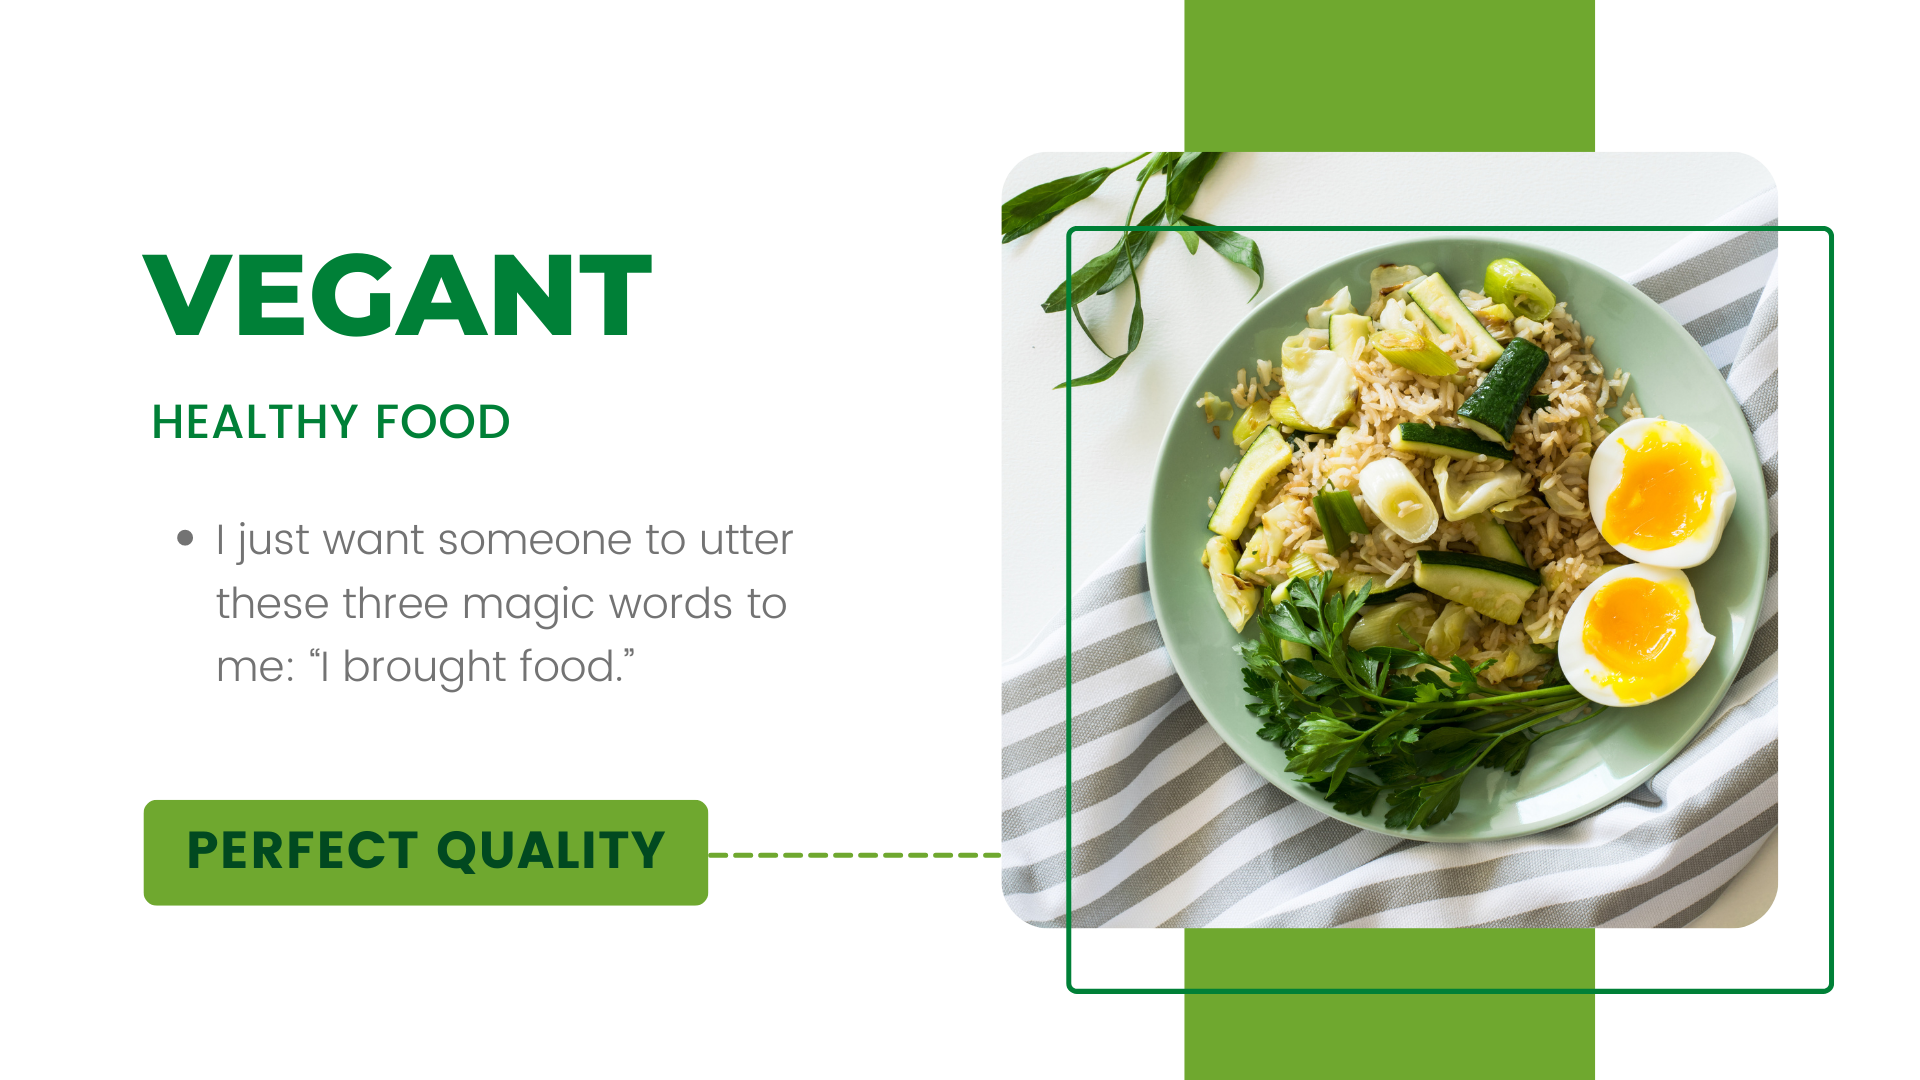 VEGANT
HEALTHY FOOD
• I just want someone to utter
these three magic words to
me: “I brought food.”
PERFECT QUALITY